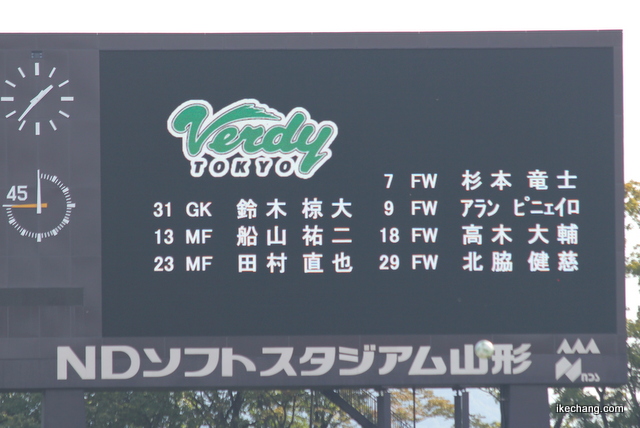 Verdy
TOKYO
7 FW 杉本 竜士
31 GK 鈴木 椋大 9 FW アラン ピニェイロ
13 MF 船山 祐二 18 FW 高木 大輔
23 MF 田村 直也 29 FW 北脇 健慈
45
NDソフトスタジアム山形
ikechang.com